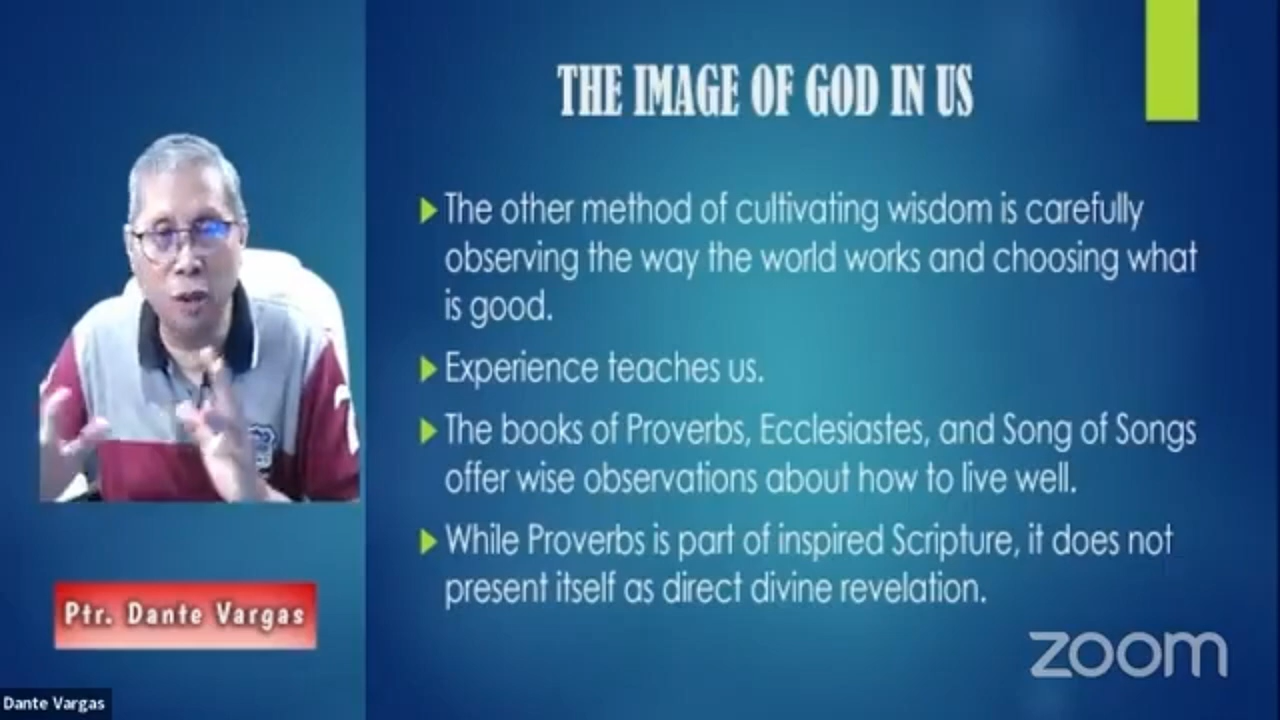 THE IMAGE OF GOD IN US
The other method of cultivating wisdom is carefully
observing the way the world works and choosing what
is good.
Experience teaches us.
The books of Proverbs, Ecclesiastes, and Song of Songs
offer wise observations about how to live well.
While Proverbs is part of inspired Scripture, it does not
present itself as direct divine revelation.
Ptr. Dante Vargas
zoom
Dante Vargas